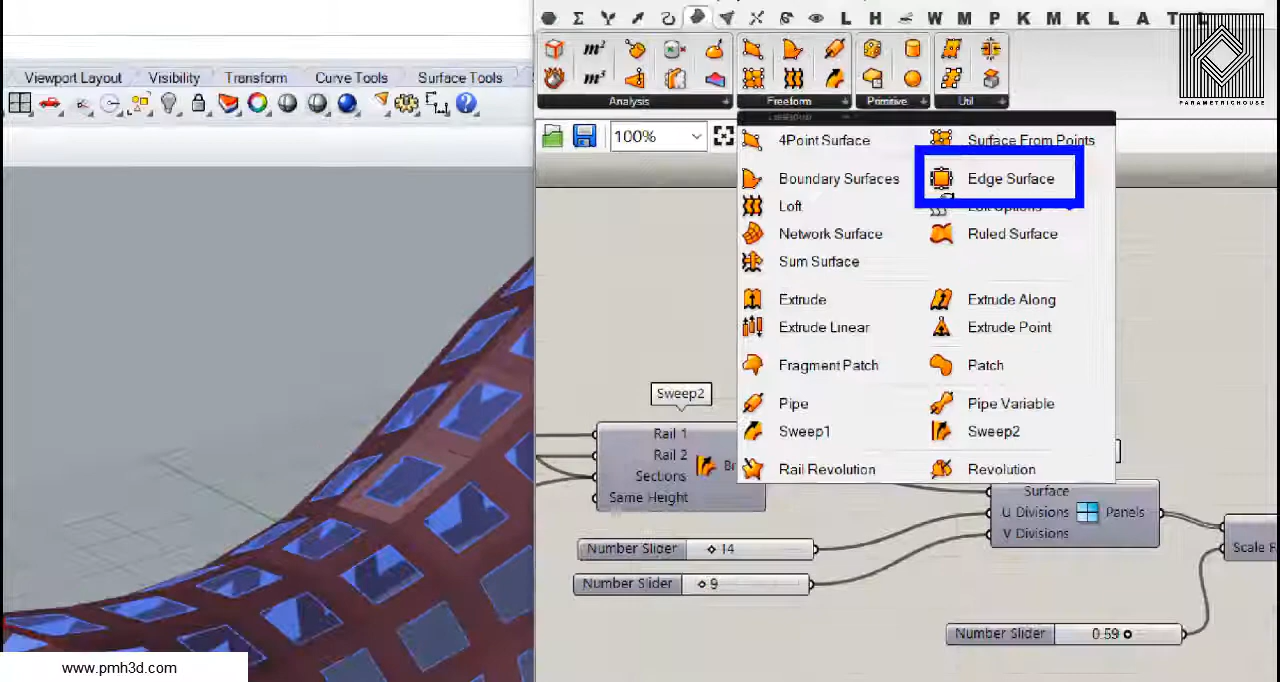 L H W M P K M K L A T L
PARAMETRICHOUSE
Viewport Layout Visibility Transform Curve Tools Surface Tools
m² m³
Analysis Freeform Primitive Util
100%
4Point Surface Surface From Points
Boundary Surfaces Edge Surface
Loft Loft Options
Network Surface Ruled Surface
Sum Surface
Extrude Extrude Along
Extrude Linear Extrude Point
Fragment Patch Patch
Pipe Pipe Variable
Sweep1 Sweep2
Rail Revolution Revolution
Sweep2
Rail 1
Rail 2
Sections
Same Height
Br
Surface
U Divisions
V Divisions
Panels
Number Slider 14
Number Slider 9
Scale F
Number Slider 0.59
www.pmh3d.com